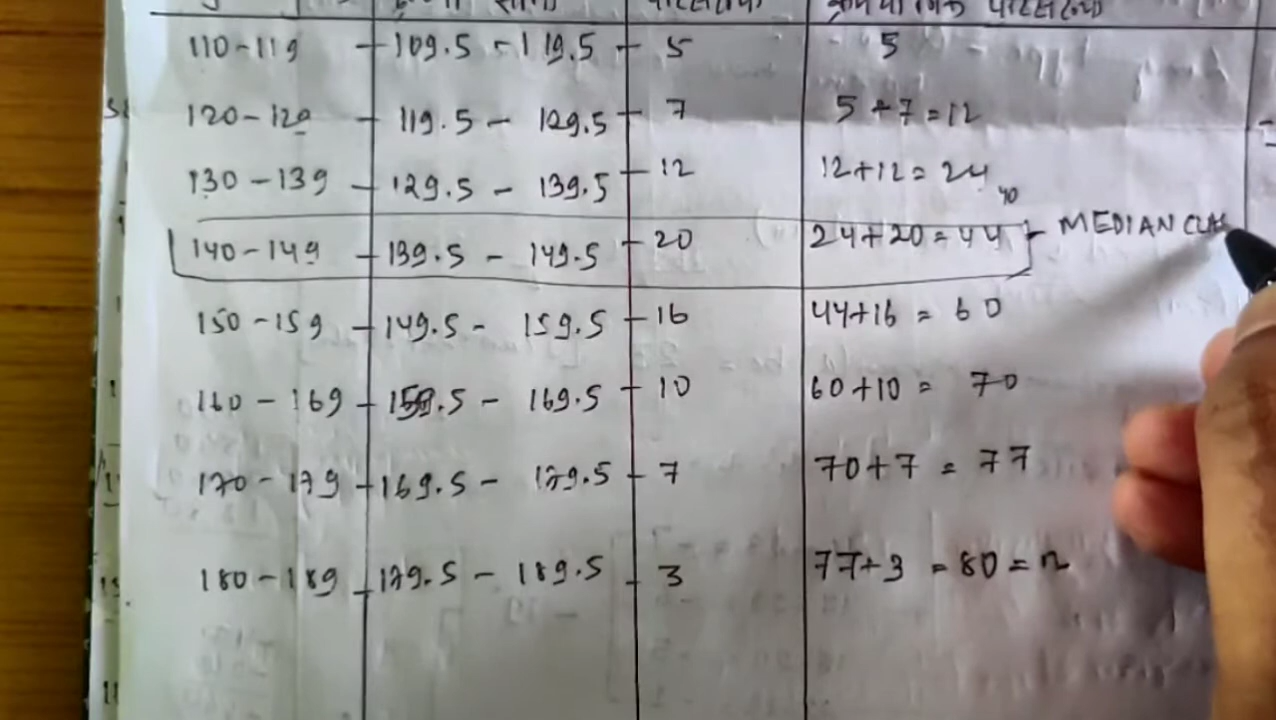 110-119 109.5 - 119.5 5 5
120-129 119.5 - 129.5 7 5+7=12
130-139 129.5 - 139.5 12 12+12=24
40
140-149 139.5 - 149.5 20 24+20=44 - MEDIAN CLAS
150-159 149.5 - 159.5 16 44+16 = 60
160-169 159.5 - 169.5 10 60+10 = 70
170-179 169.5 - 179.5 7 70+7 = 77
180-189 179.5 - 189.5 3 77+3 = 80 = n